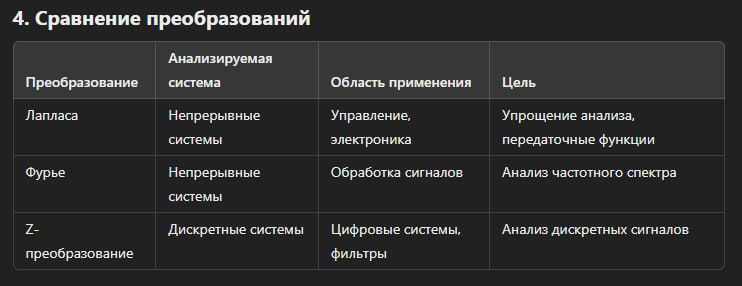 4. Сравнение преобразований
Преобразование
Анализируемая
система
Область применения
Цель
Лапласа
Непрерывные
системы
Управление,
электроника
Упрощение анализа,
передаточные функции
Фурье
Непрерывные
системы
Обработка сигналов
Анализ частотного спектра
Z-
преобразование
Дискретные системы
Цифровые системы,
фильтры
Анализ дискретных сигналов